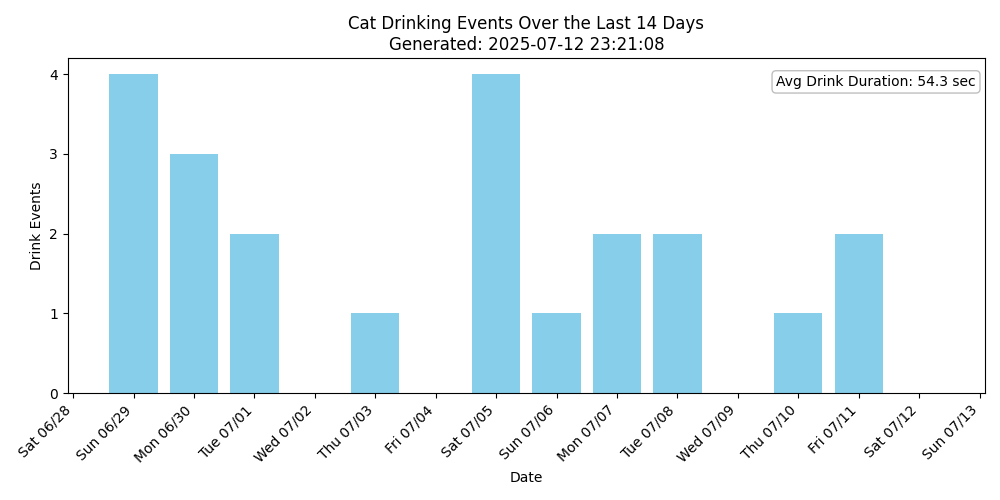 Cat Drinking Events Over the Last 14 Days
Generated: 2025-07-12 23:21:08
Avg Drink Duration: 54.3 sec
Drink Events
4
3
2
1
0
Sat 06/28
Sun 06/29
Mon 06/30
Tue 07/01
Wed 07/02
Thu 07/03
Fri 07/04
Sat 07/05
Sun 07/06
Mon 07/07
Tue 07/08
Wed 07/09
Thu 07/10
Fri 07/11
Sat 07/12
Sun 07/13
Date